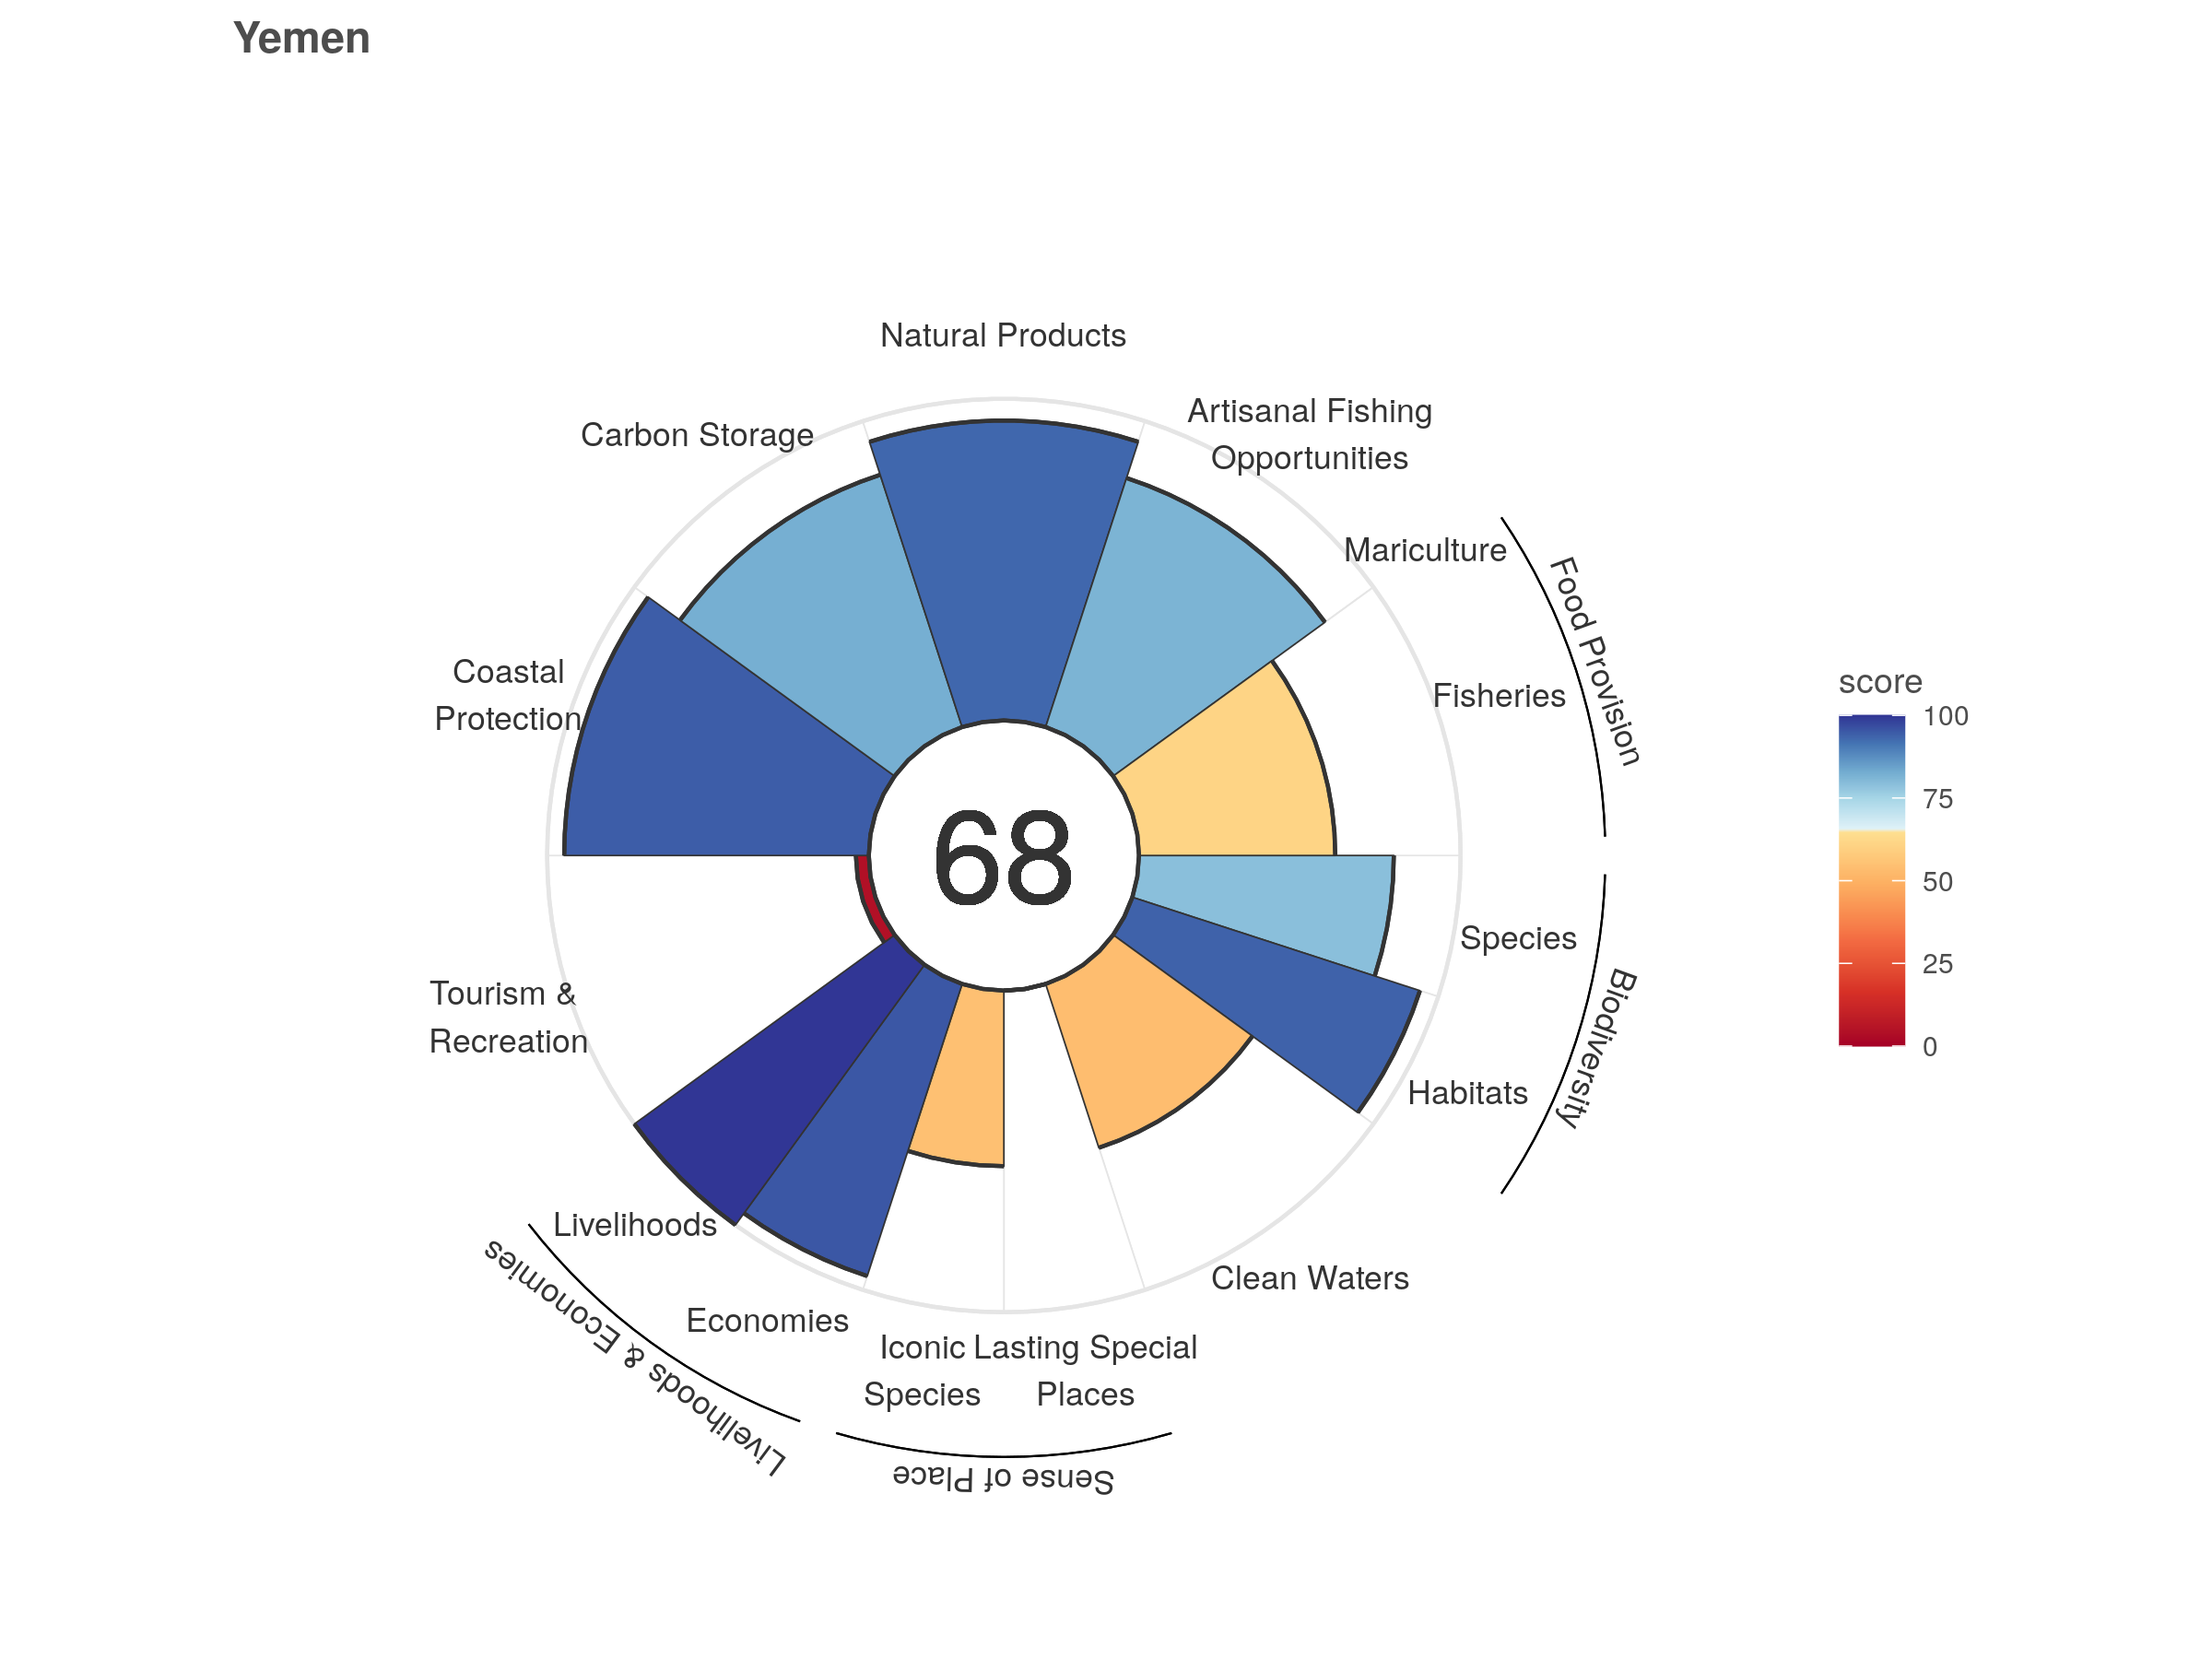 Yemen
Natural Products
Artisanal Fishing
Opportunities
Carbon Storage
Mariculture
Food Provision
Fisheries
Coastal
Protection
68
score
100
75
50
25
0
Species
Biodiversity
Habitats
Tourism &
Recreation
Livelihoods
Livelihoods & Economies
Economies
Clean Waters
Iconic
Species
Lasting Special
Places
Sense of Place